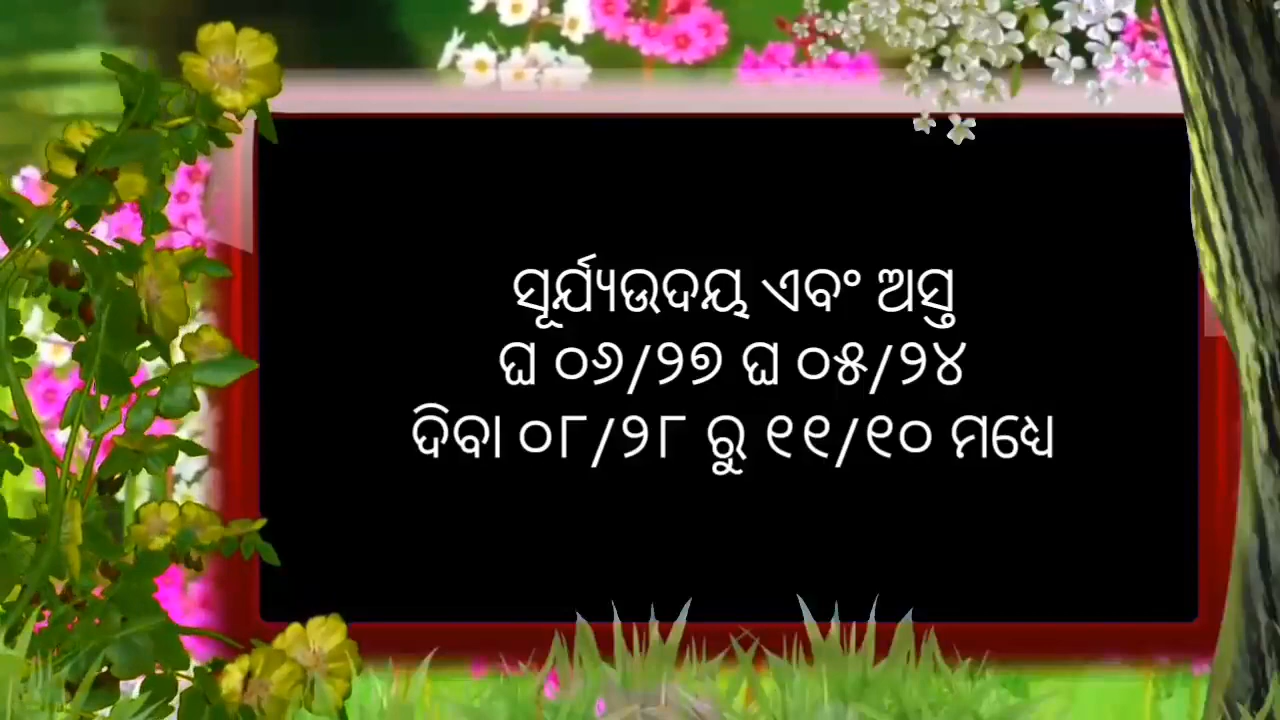 ସୂର୍ଯ୍ୟଉଦୟ ଏବଂ ଅସ୍ତ
ଘ ୦୬/୨୭ ଘ ୦୫/୨୪
ଦିବା ୦୮/୨୮ ରୁ ୧୧/୧୦ ମଧ୍ୟେ